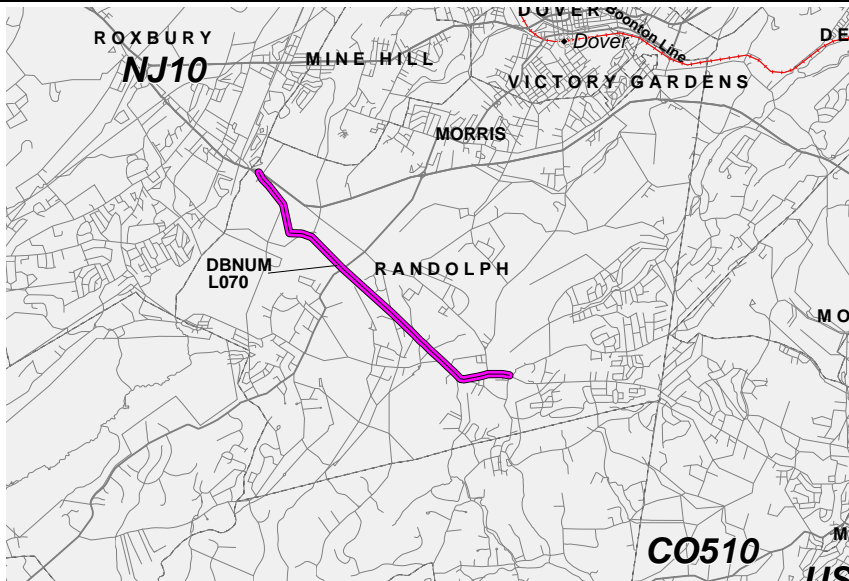 DOVER
Boonton Line
Dover
DE
ROXBURY
NJ10
MINE HILL
VICTORY GARDENS
MORRIS
DBNUM
L070
RANDOLPH
MO
CO510
M
US